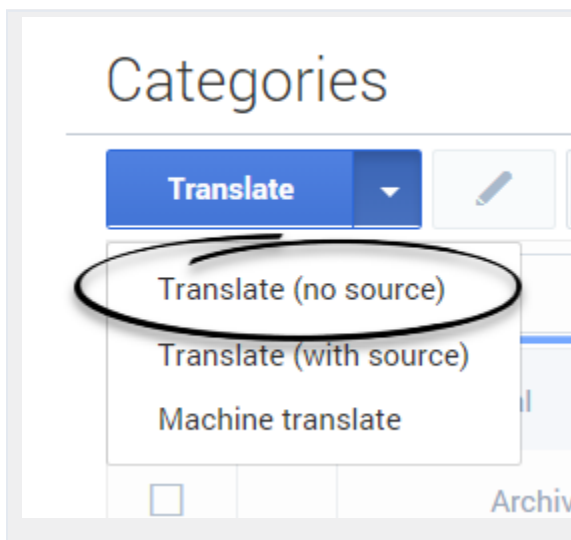 Categories
Translate
Translate (no source)
Translate (with source)
Machine translate